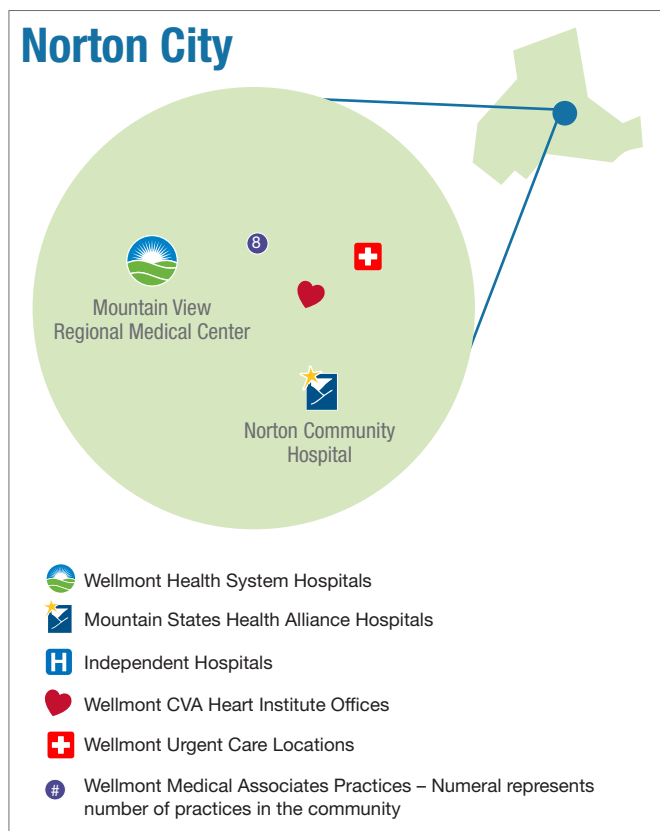 Norton City
8
Mountain View
Regional Medical Center
Norton Community
Hospital
Wellmont Health System Hospitals
Mountain States Health Alliance Hospitals
H Independent Hospitals
Wellmont CVA Heart Institute Offices
Wellmont Urgent Care Locations
# Wellmont Medical Associates Practices – Numeral represents
number of practices in the community